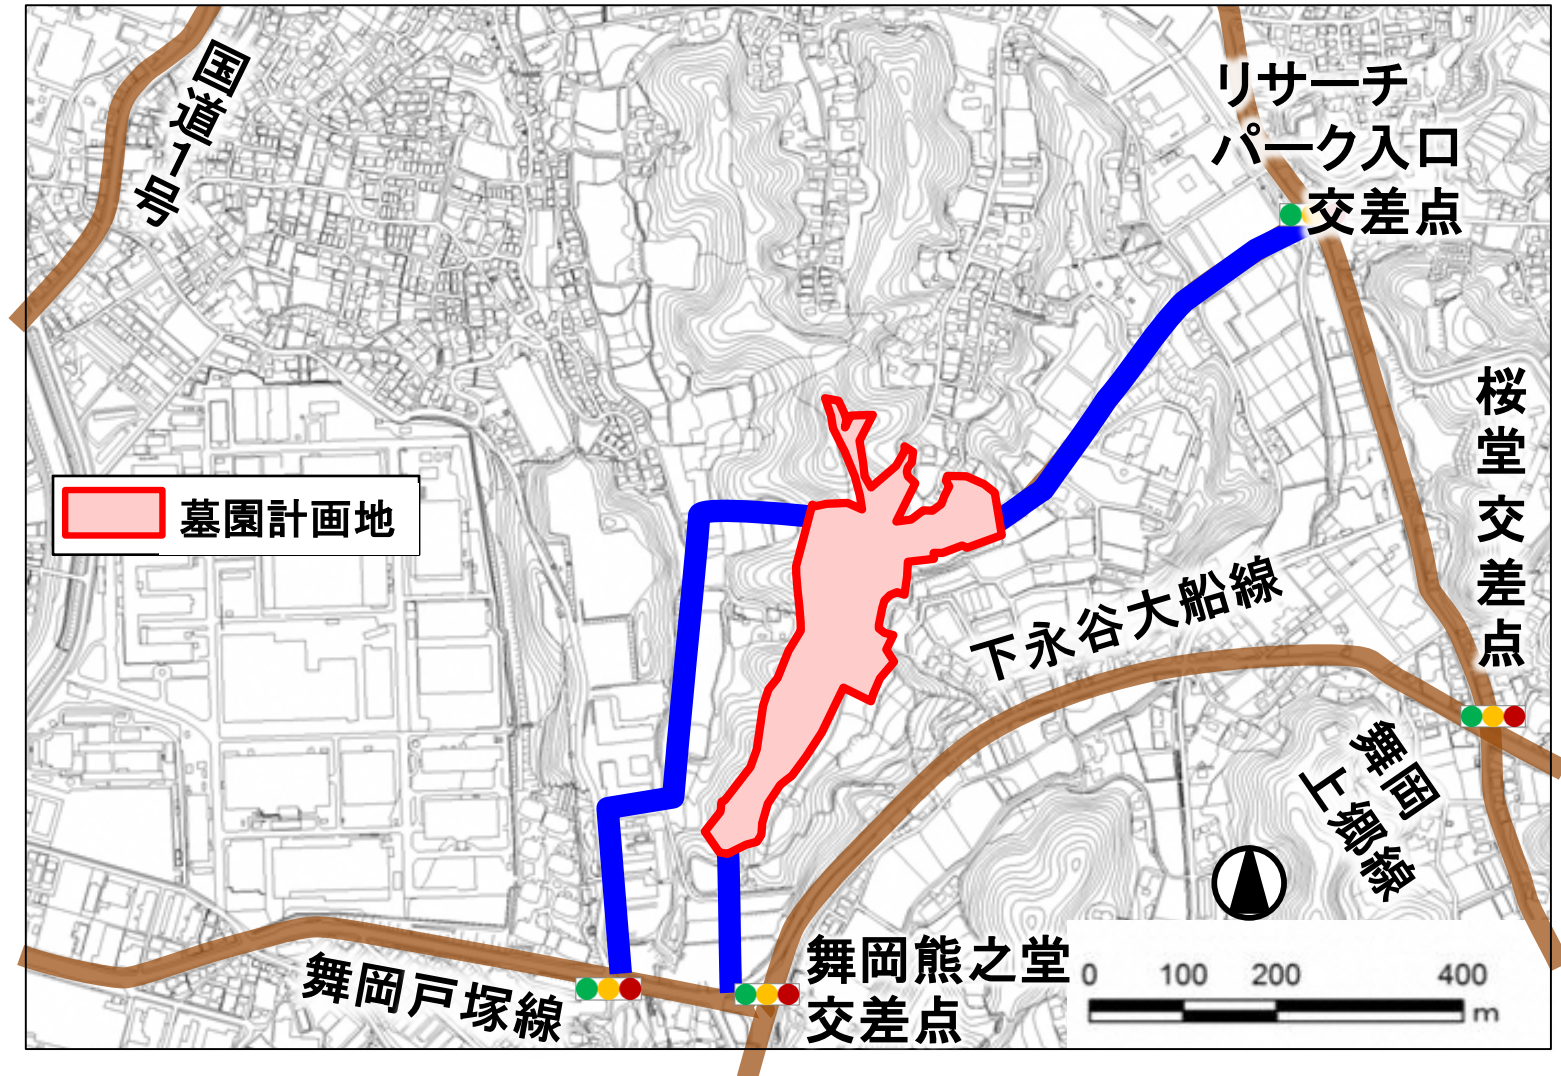 国道1号
リサーチ
パーク入口
交差点
桜堂交差点
墓園計画地
下永谷大船線
舞岡
上郷線
舞岡戸塚線
舞岡熊之堂
交差点
0 100 200 400
m